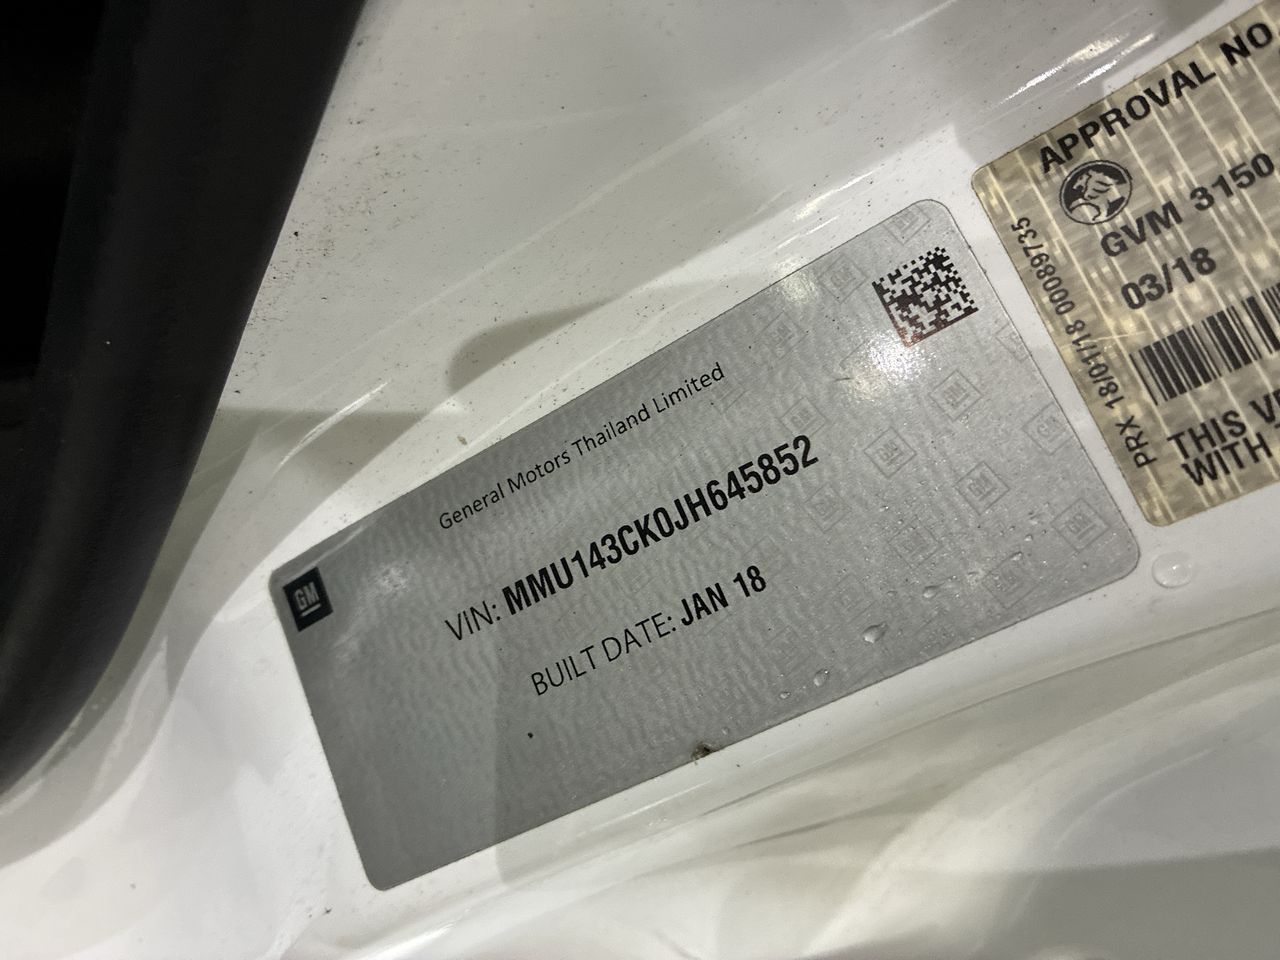 GM
General Motors Thailand Limited
VIN: MMU143CK0JH645852
BUILT DATE: JAN 18
APPROVAL NO
GVM 3150
03/18
PRX 18/01/18 00089735
THIS
WITH